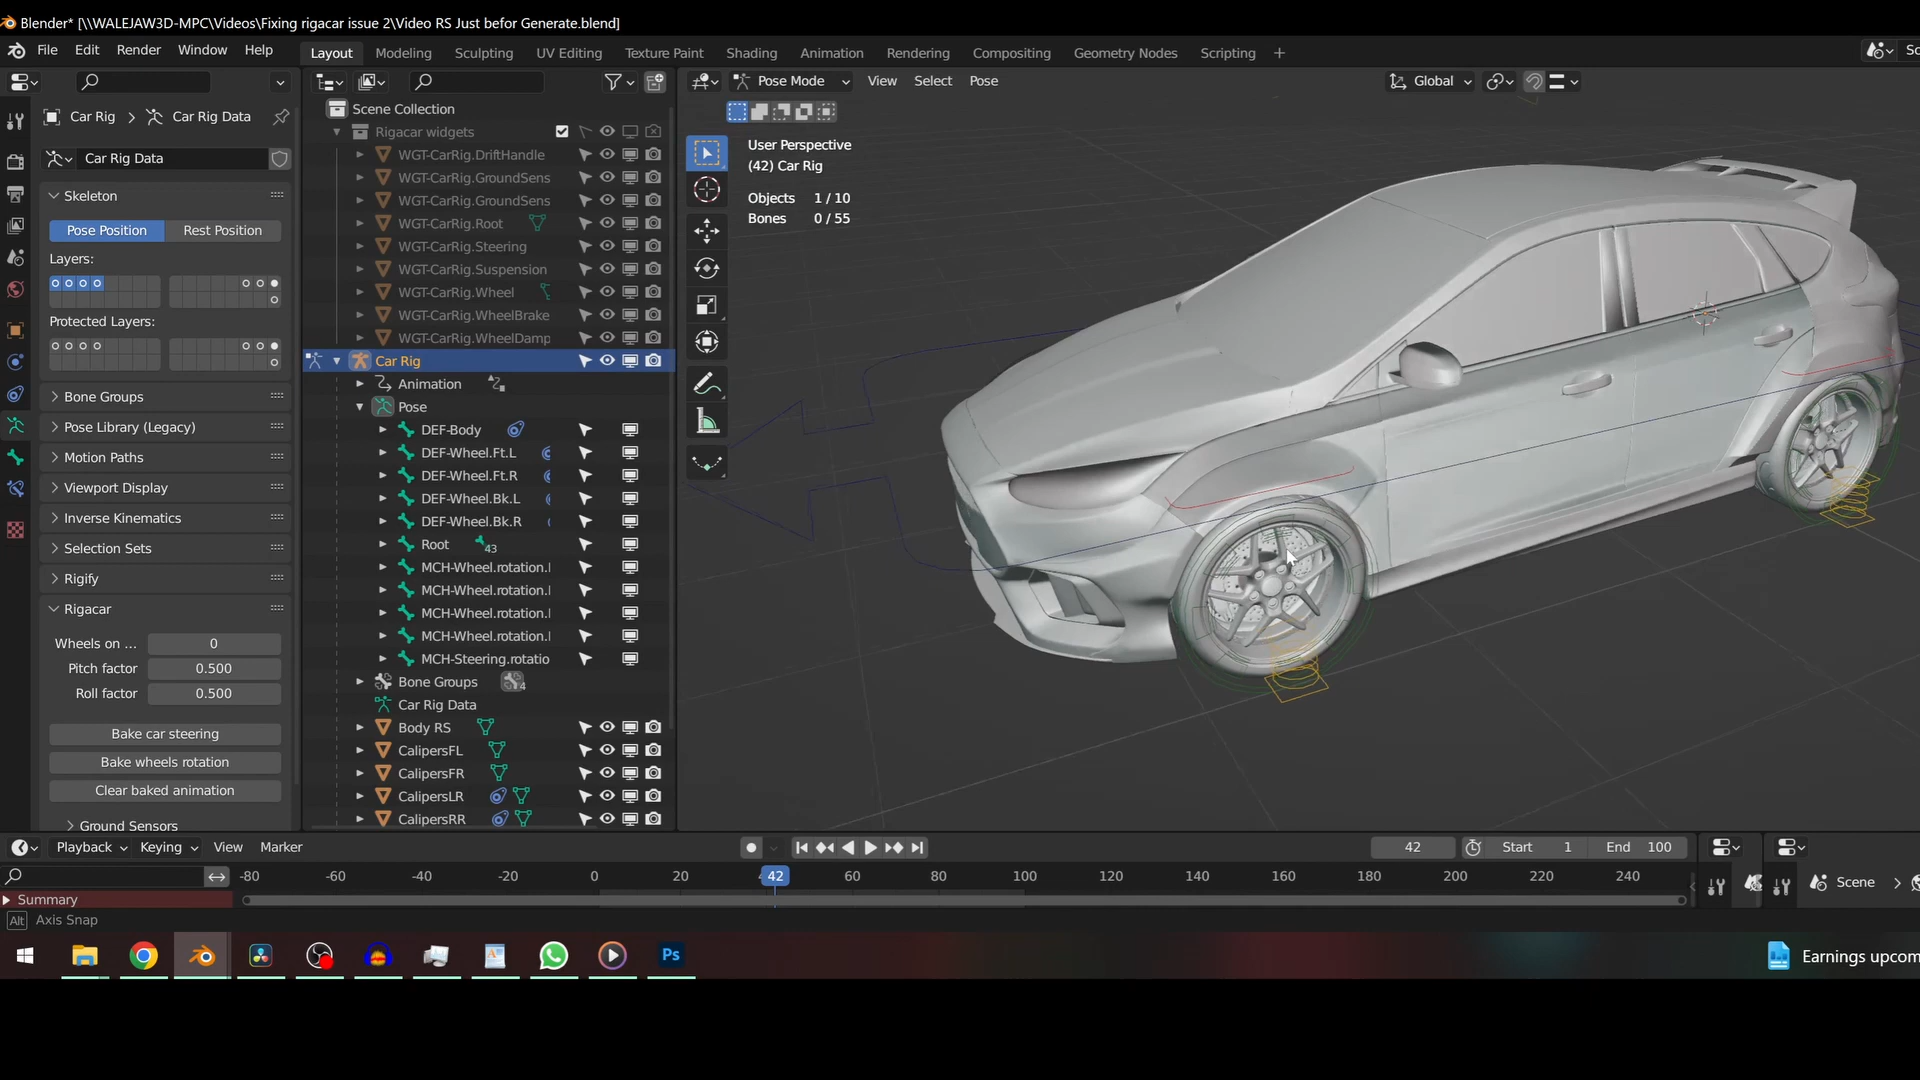 Blender* [\\WALEJAW3D-MPC\Videos\Fixing rigacar issue 2\Video RS Just befor Generate.blend]
File Edit Render Window Help
Layout Modeling Sculpting UV Editing Texture Paint Shading Animation Rendering Compositing Geometry Nodes Scripting +
Sc
Pose Mode View Select Pose
Global
Car Rig > Car Rig Data
Car Rig Data
Skeleton
Pose Position Rest Position
Layers:
Protected Layers:
Bone Groups
Pose Library (Legacy)
Motion Paths
Viewport Display
Inverse Kinematics
Selection Sets
Rigify
Rigacar
Wheels on ... 0
Pitch factor 0.500
Roll factor 0.500
Bake car steering
Bake wheels rotation
Clear baked animation
Ground Sensors
Scene Collection
Rigacar widgets
WGT-CarRig.DriftHandle
WGT-CarRig.GroundSens
WGT-CarRig.GroundSens
WGT-CarRig.Root
WGT-CarRig.Steering
WGT-CarRig.Suspension
WGT-CarRig.Wheel
WGT-CarRig.WheelBrake
WGT-CarRig.WheelDamp
Car Rig
Animation
Pose
DEF-Body
DEF-Wheel.Ft.L
DEF-Wheel.Ft.R
DEF-Wheel.Bk.L
DEF-Wheel.Bk.R
Root 43
MCH-Wheel.rotation.
MCH-Wheel.rotation.
MCH-Wheel.rotation.
MCH-Wheel.rotation.
MCH-Steering.rotatio
Bone Groups 4
Car Rig Data
Body RS
CalipersFL
CalipersFR
CalipersLR
CalipersRR
User Perspective
(42) Car Rig
Objects 1 / 10
Bones 0 / 55
Playback Keying View Marker
42 Start 1 End 100
-80 -60 -40 -20 0 20 42 60 80 100 120 140 160 180 200 220 240
Summary
Scene >
Alt Axis Snap
Ps
Earnings upcom